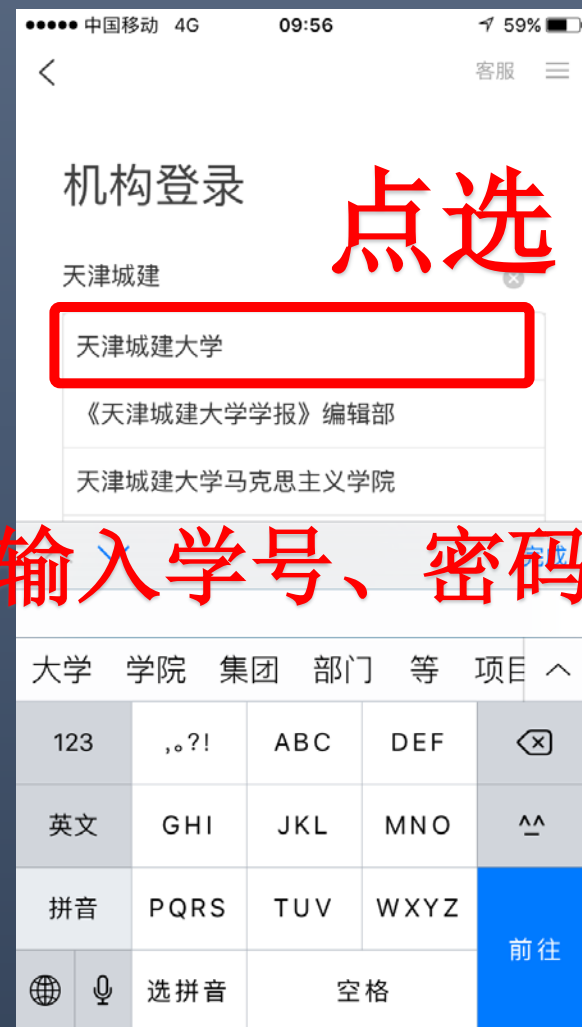 中国移动 4G 09:56 59%
客服
机构登录
点选
天津城建
天津城建大学
《天津城建大学学报》编辑部
天津城建大学马克思主义学院
输入学号、密码
完成
大学 学院 集团 部门 等 项目
123 ,。?! ABC DEF
英文 GHI JKL MNO ^^
拼音 PQRS TUV WXYZ
前往
选拼音 空格